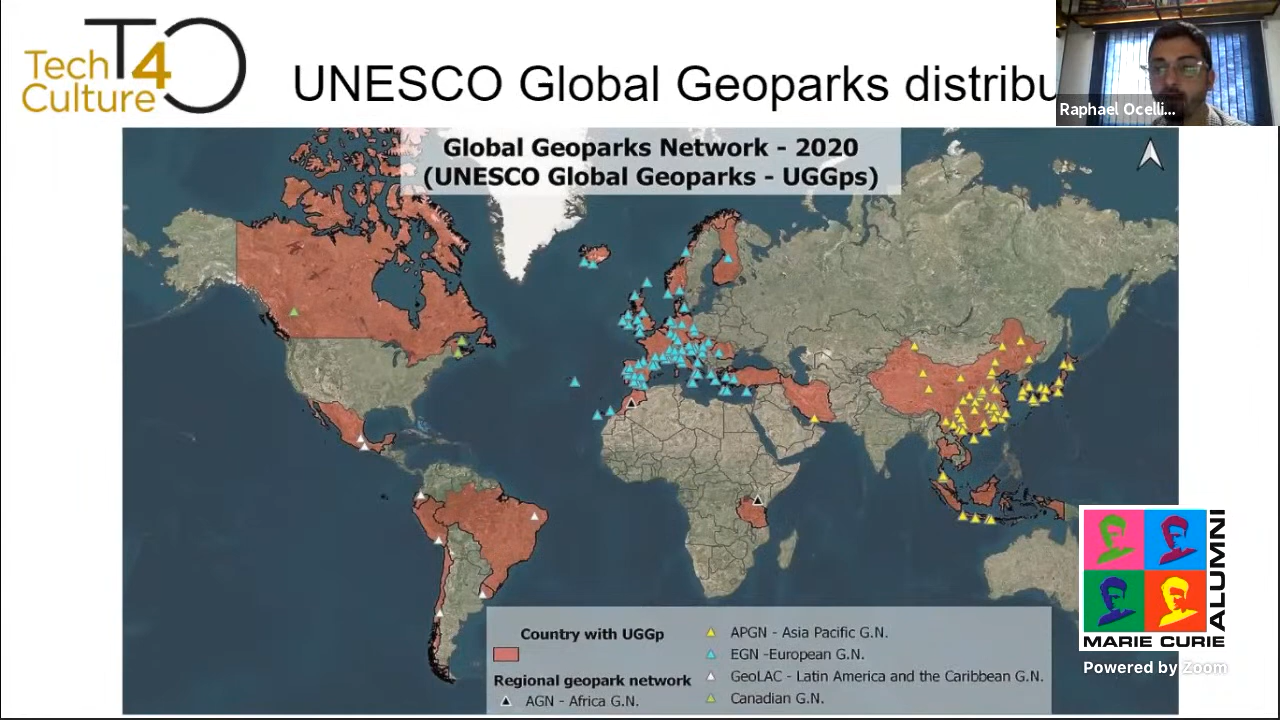 Tech
Culture
T4O
UNESCO Global Geoparks distribu
Raphael Ocelli...
Global Geoparks Network - 2020
(UNESCO Global Geoparks - UGGps)
Country with UGGp
Regional geopark network
AGN - Africa G.N.
APGN - Asia Pacific G.N.
EGN -European G.N.
GeoLAC - Latin America and the Caribbean G.N.
Canadian G.N.
ALUMNI
MARIE CURIE
Powered by Zoom